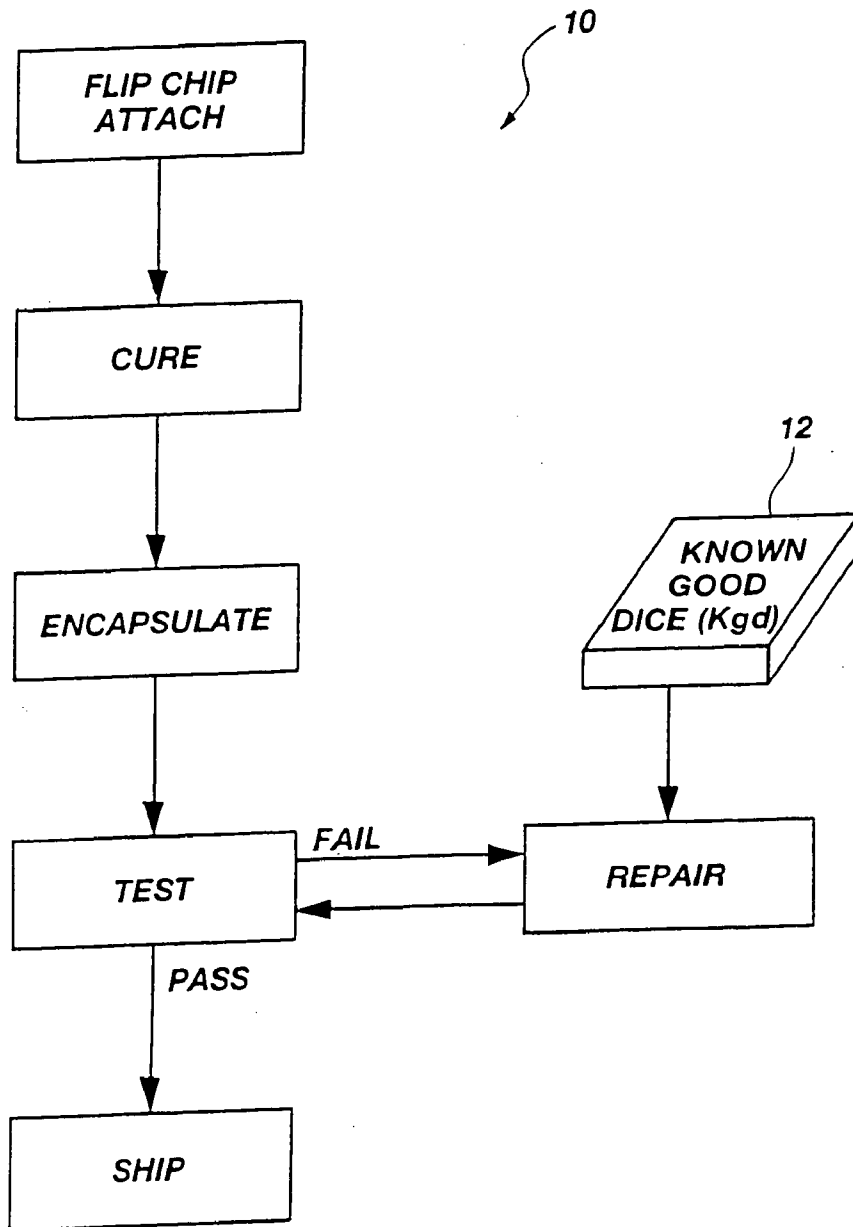 10
FLIP CHIP
ATTACH
CURE
12
KNOWN
GOOD
DICE (Kgd)
ENCAPSULATE
FAIL
TEST
REPAIR
PASS
SHIP